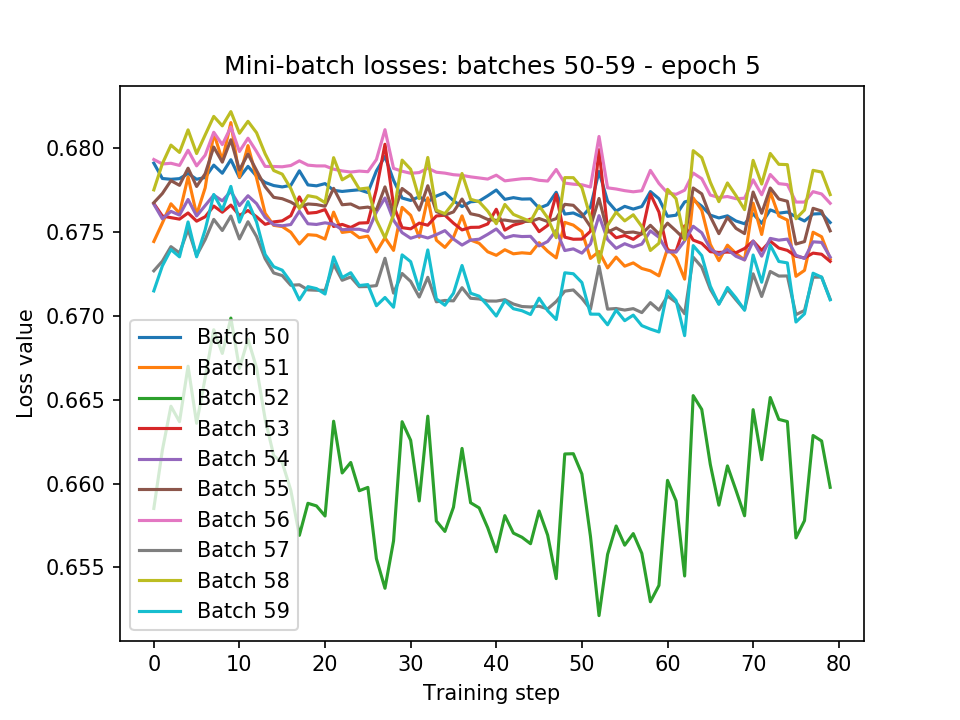 Mini-batch losses: batches 50-59 - epoch 5
0.680
0.675
0.670
0.665
0.660
0.655
Loss value
Batch 50
Batch 51
Batch 52
Batch 53
Batch 54
Batch 55
Batch 56
Batch 57
Batch 58
Batch 59
0 10 20 30 40 50 60 70 80
Training step